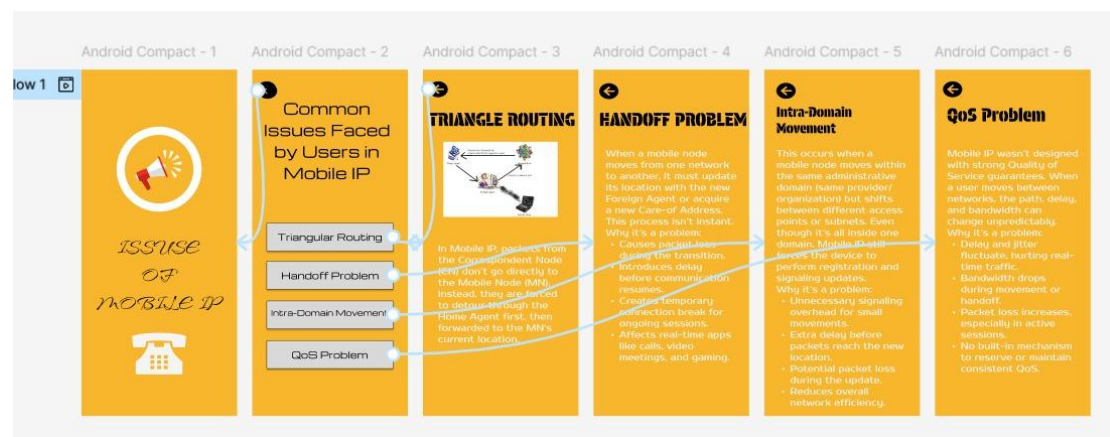 Android Compact - 1
Android Compact - 2
Android Compact - 3
Android Compact - 4
Android Compact - 5
Android Compact - 6
low 1
ISSUSE
OF
MOBILE IP
Common
Issues Faced
by Users in
Mobile IP
Triangular Routing
Handoff Problem
Intra-Domain Movement
QoS Problem
TRIANGLE ROUTING
In Mobile IP, packets from
the Correspondent Node
(CN) don't go directly to
the Mobile Node (MN).
Instead, they are forced
to detour through the
Home Agent first, then
forwarded to the MN's
current location.
HANDOFF PROBLEM
When a mobile node
moves from one network
to another, it must update
its location with the new
Foreign Agent or acquire
a new Care-of Address.
This process isn't instant.
Why it's a problem:
• Causes packet loss
during the transition.
• Introduces delay
before communication
resumes.
• Creates temporary
connection break for
ongoing sessions.
• Affects real-time apps
like calls, video
meetings, and gaming.
Intra-Domain
Movement
This occurs when a
mobile node moves within
the same administrative
domain (same provider/
organization) but shifts
between different access
points or subnets. Even
though it's all inside one
domain, Mobile IP still
forces the device to
perform registration and
signaling updates.
Why it's a problem:
• Unnecessary signaling
overhead for small
movements.
• Extra delay before
packets reach the new
location.
• Potential packet loss
during the update.
• Reduces overall
network efficiency.
QoS Problem
Mobile IP wasn't designed
with strong Quality of
Service guarantees. When
a user moves between
networks, the path, delay,
and bandwidth can
change unpredictably.
Why it's a problem:
• Delay and jitter
fluctuate, hurting real-
time traffic.
• Bandwidth drops
during movement or
handoff.
• Packet loss increases,
especially in active
sessions.
• No built-in mechanism
to reserve or maintain
consistent QoS.